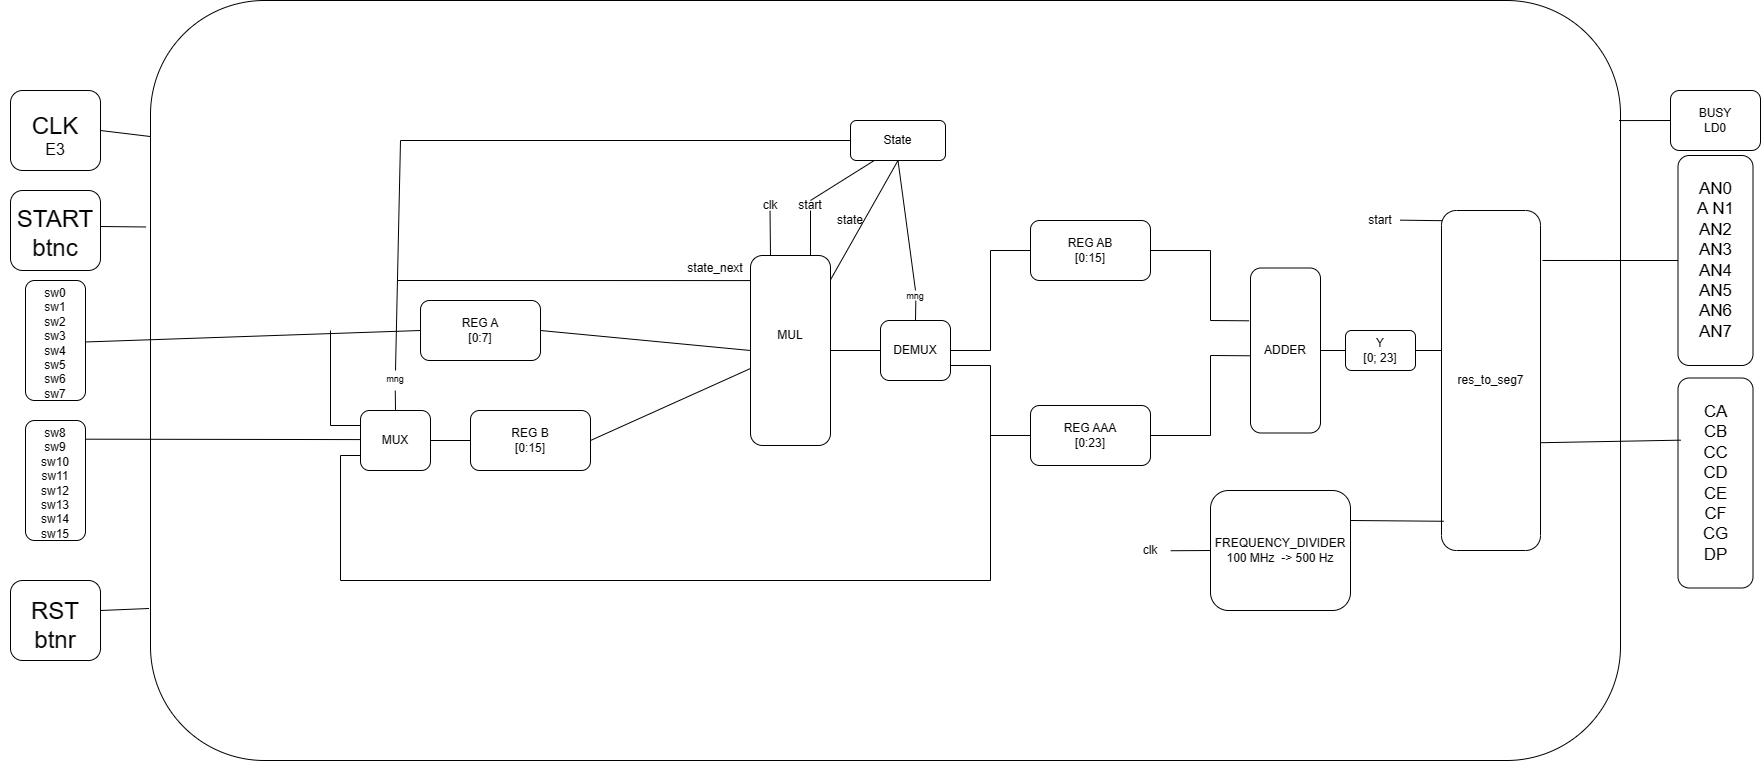 CLK
E3
START
btnc
sw0
sw1
sw2
sw3
sw4
sw5
sw6
sw7
sw8
sw9
sw10
sw11
sw12
sw13
sw14
sw15
RST
btnr
State
clk
start
state
state_next
REG A
[0:7]
mng
MUX
REG B
[0:15]
MUL
mng
DEMUX
REG AB
[0:15]
REG AAA
[0:23]
ADDER
Y
[0; 23]
start
res_to_seg7
clk
FREQUENCY_DIVIDER
100 MHz -> 500 Hz
BUSY
LD0
AN0
A N1
AN2
AN3
AN4
AN5
AN6
AN7
CA
CB
CC
CD
CE
CF
CG
DP